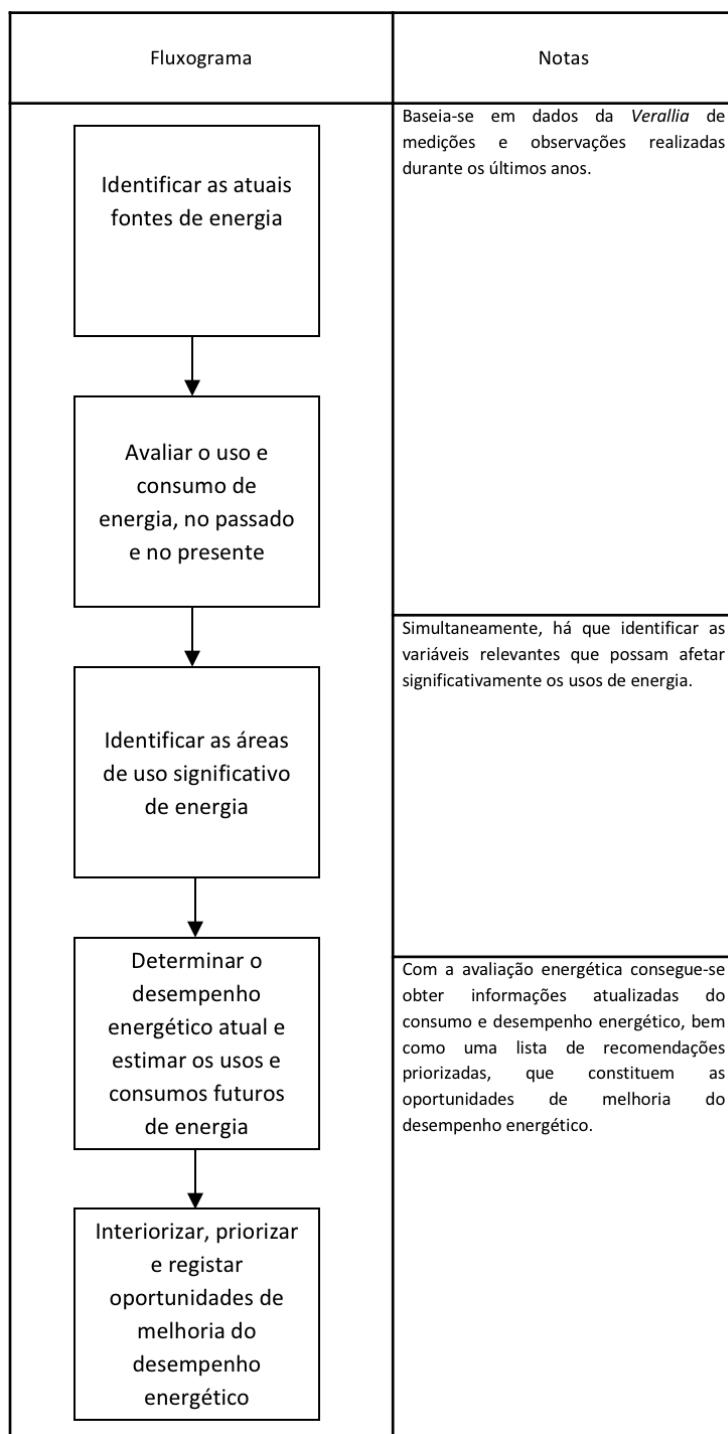 Fluxograma
Notas
Identificar as atuais
fontes de energia
Baseia-se em dados da Verallia de
medições e observações realizadas
durante os últimos anos.
Avaliar o uso e
consumo de
energia, no passado
e no presente
Identificar as áreas
de uso significativo
de energia
Simultaneamente, há que identificar as
variáveis relevantes que possam afetar
significativamente os usos de energia.
Determinar o
desempenho
energético atual e
estimar os usos e
consumos futuros
de energia
Com a avaliação energética consegue-se
obter informações atualizadas do
consumo e desempenho energético, bem
como uma lista de recomendações
priorizadas, que constituem as
oportunidades de melhoria do
desempenho energético.
Interiorizar, priorizar
e registar
oportunidades de
melhoria do
desempenho
energético